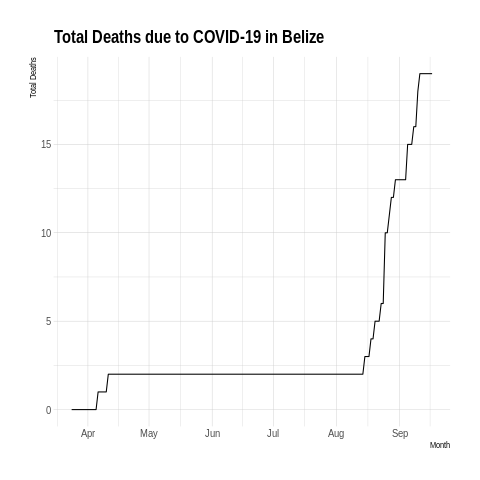 Total Deaths due to COVID-19 in Belize
Total Deaths
15
10
5
0
Apr May Jun Jul Aug Sep
Month